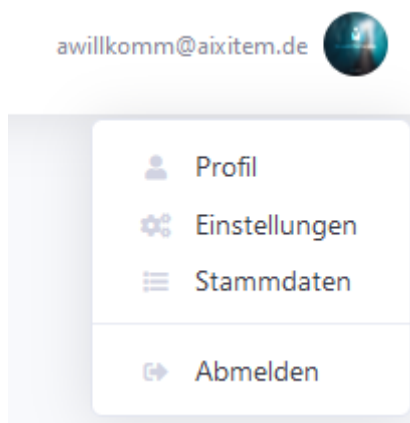 awillkomm@aixitem.de
Profil
Einstellungen
Stammdaten
Abmelden